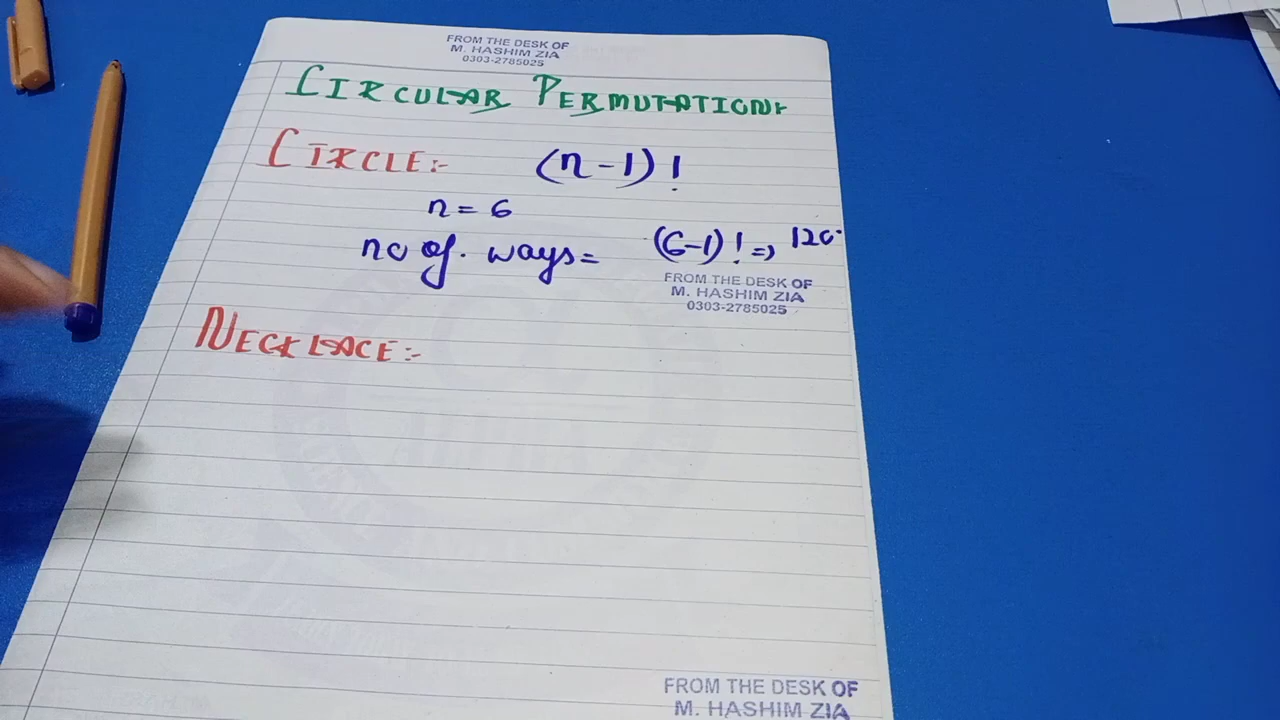 FROM THE DESK OF
M. HASHIM ZIA
0303-2785025
CIRCULAR PERMUTATION
CIRCLE:- (n-1)!
n = 6
no of. ways= (6-1)! => 120.
FROM THE DESK OF
M. HASHIM ZIA
0303-2785025
NECKLACE:-
FROM THE DESK OF
M. HASHIM ZIA